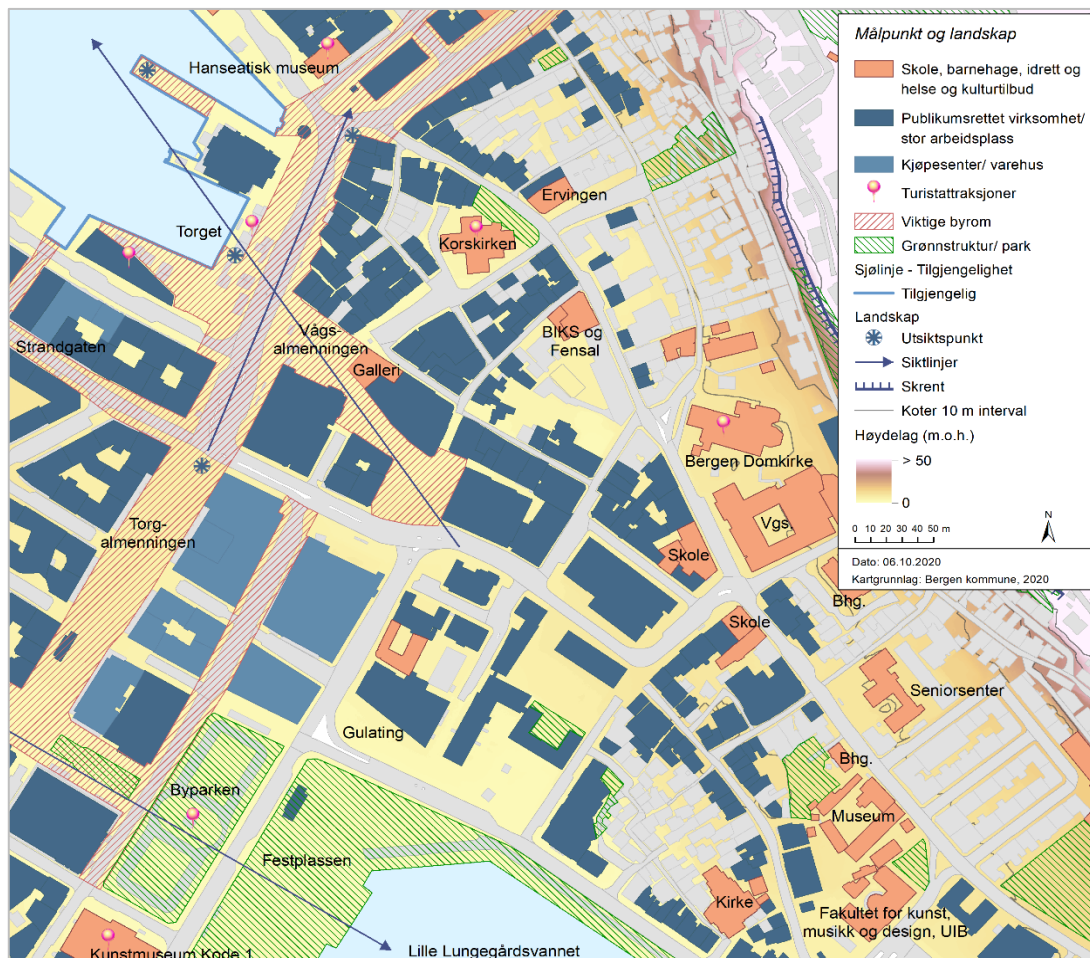 Målpunkt og landskap
Skole, barnehage, idrett og
helse og kulturtilbud
Publikumsrettet virksomhet/
stor arbeidsplass
Kjøpesenter/ varehus
Turistattraksjoner
Viktige byrom
Grønnstruktur/ park
Sjølinje - Tilgjengelighet
Tilgjengelig
Landskap
Utsiktspunkt
Siktlinjer
Skrent
Koter 10 m interval
Høydelag (m.o.h.)
> 50
0
N
0 10 20 30 40 50 m
Dato: 06.10.2020
Kartgrunnlag: Bergen kommune, 2020
Hanseatisk museum
Ervingen
Torget
Korskirken
Vågs-
almenningen
BIKS og
Fensal
Strandgaten
Galleri
Bergen Domkirke
Torg-
almenningen
Vgs.
Skole
Bhg.
Skole
Seniorsenter
Gulating
Bhg.
Byparken
Museum
Festplassen
Kirke
Fakultet for kunst,
musikk og design, UIB
Kunstmuseum Kode 1
Lille Lungegårdsvannet